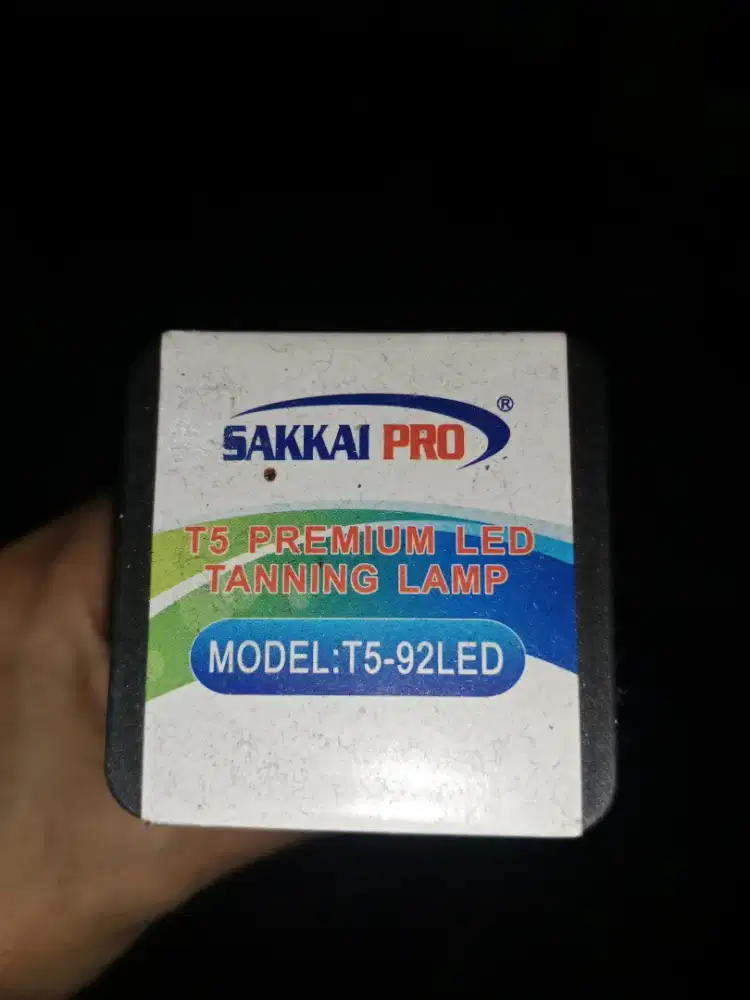 SAKKAI PRO ®
T5 PREMIUM LED
TANNING LAMP
MODEL:T5-92LED